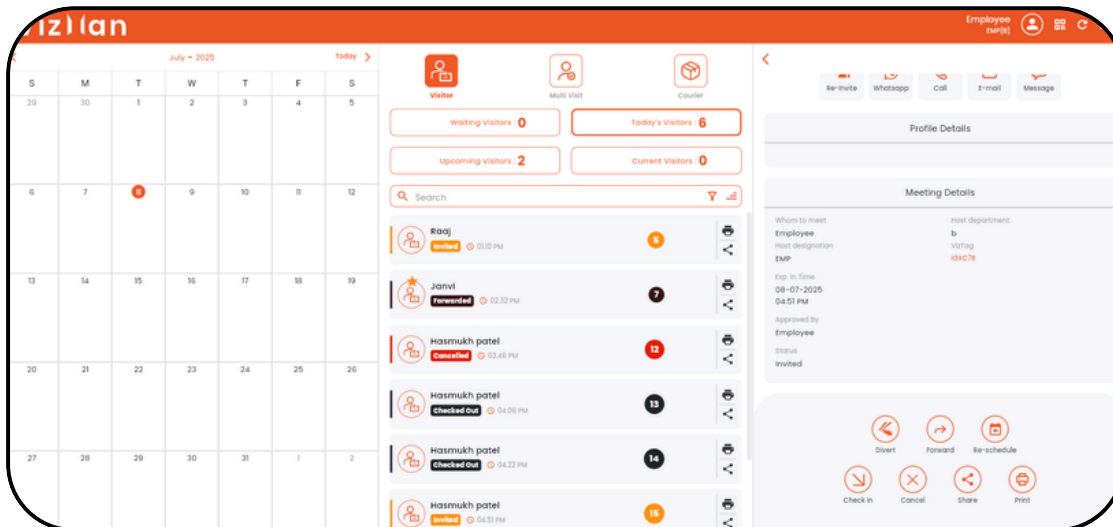 Vizman
Employee
EMP(B)
July - 2025
Today
S M T W T F S
29 30 1 2 3 4 5
6 7 8 9 10 11 12
13 14 15 16 17 18 19
20 21 22 23 24 25 26
27 28 29 30 31 1 2
Visitor
Multi Visit
Courier
Waiting Visitors : 0
Today's Visitors : 6
Upcoming Visitors : 2
Current Visitors : 0
Search
Raaj
Invited 01.10 PM
5
Janvi
Forwarded 02.32 PM
7
Hasmukh patel
Cancelled 03.45 PM
12
Hasmukh patel
Checked Out 04.06 PM
13
Hasmukh patel
Checked Out 04.22 PM
14
Hasmukh patel
Invited 04.51 PM
15
Re-Invite
Whatsapp
Call
E-mail
Message
Profile Details
Meeting Details
Whom to meet
Employee
Host department
b
Host designation
EMP
VizTag
Exp. In Time
08-07-2025
04:51 PM
Approved By
Employee
Status
Invited
Divert
Forward
Re-schedule
Check In
Cancel
Share
Print